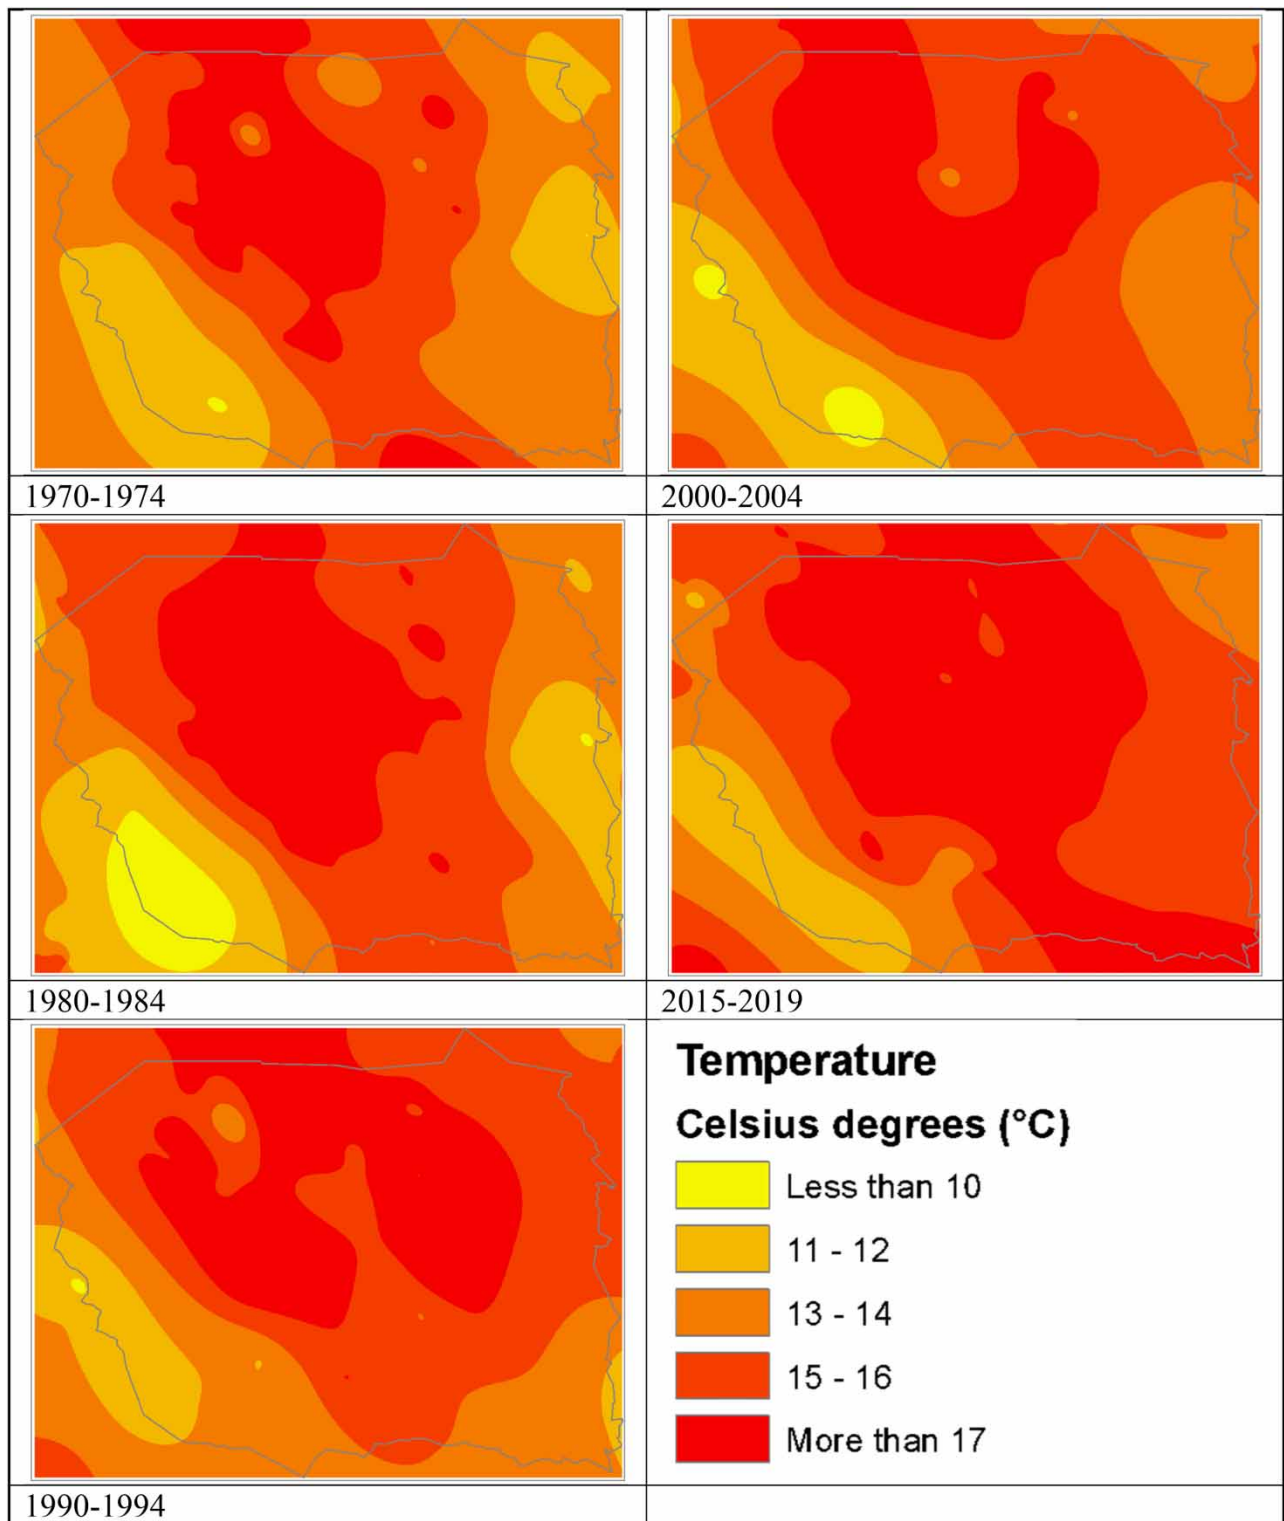 1970-1974
2000-2004
1980-1984
2015-2019
Temperature
Celsius degrees (°C)
Less than 10
11 - 12
13 - 14
15 - 16
More than 17
1990-1994